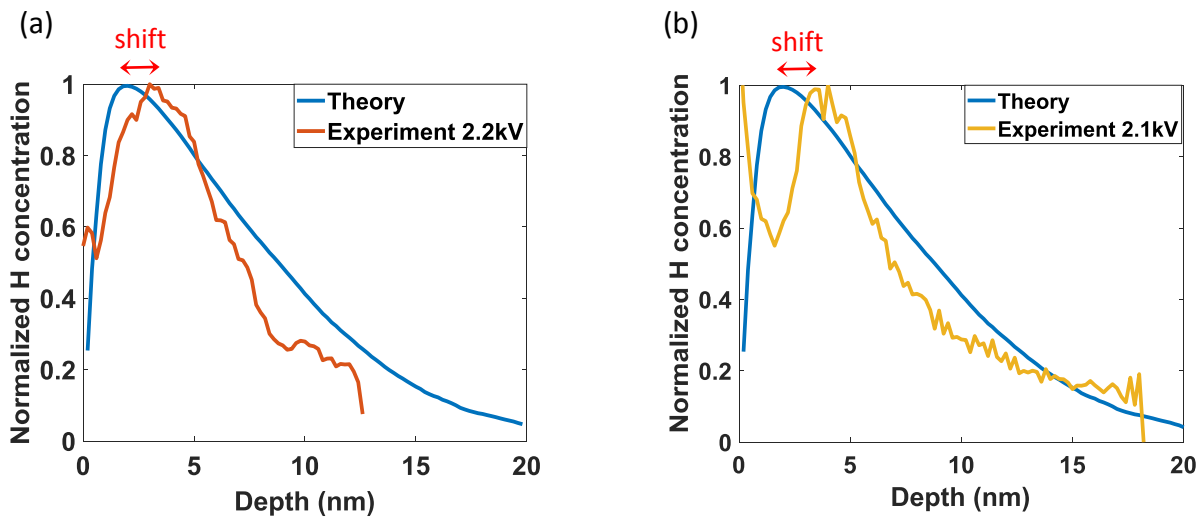 (a)
shift
Normalized H concentration
1
0.8
0.6
0.4
0.2
0
0
5
10
15
20
Depth (nm)
Theory
Experiment 2.2kV
(b)
shift
Normalized H concentration
1
0.8
0.6
0.4
0.2
0
0
5
10
15
20
Depth (nm)
Theory
Experiment 2.1kV